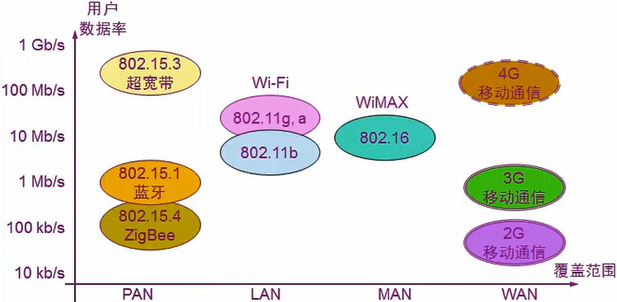 用户
数据率
1 Gb/s
100 Mb/s
10 Mb/s
1 Mb/s
100 kb/s
10 kb/s
802.15.3
超宽带
802.15.1
蓝牙
802.15.4
ZigBee
Wi-Fi
802.11g, a
802.11b
WiMAX
802.16
4G
移动通信
3G
移动通信
2G
移动通信
覆盖范围
PAN
LAN
MAN
WAN